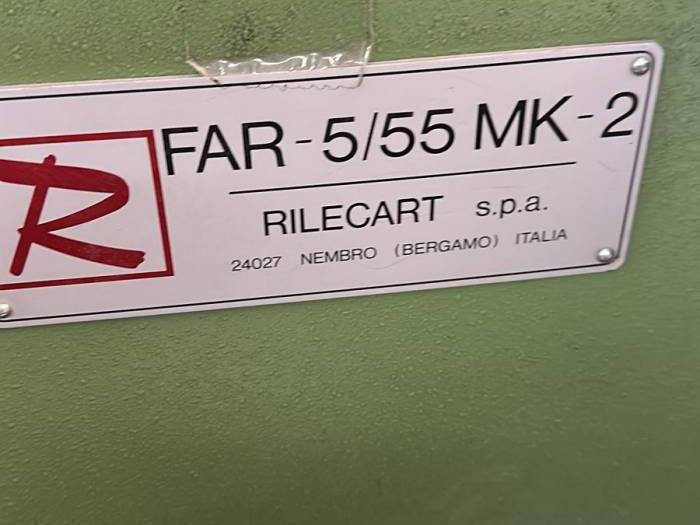 R FAR-5/55 MK-2
RILECART s.p.a.
24027 NEMBRO (BERGAMO) ITALIA